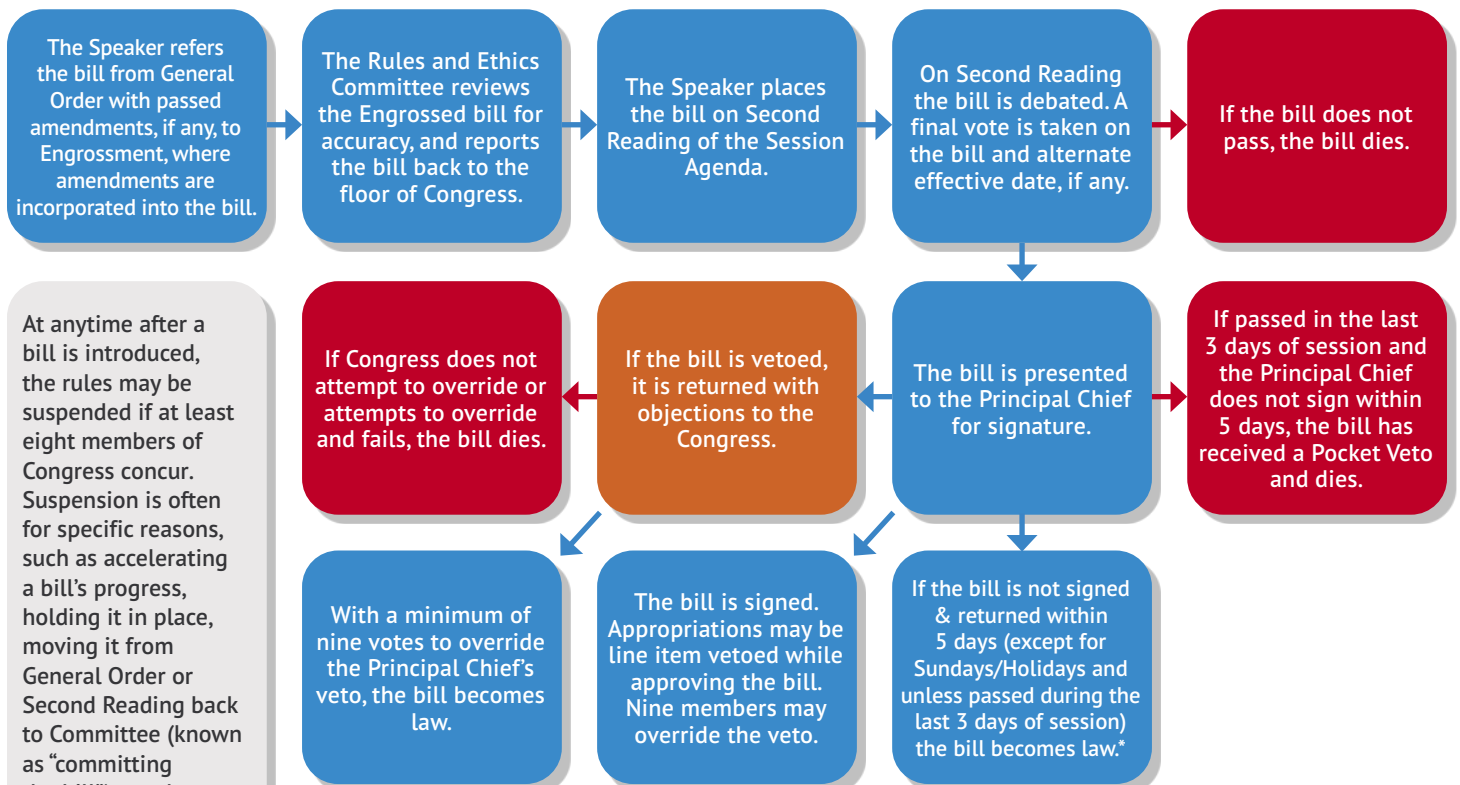 The Speaker refers
the bill from General
Order with passed
amendments, if any, to
Engrossment, where
amendments are
incorporated into the bill.
The Rules and Ethics
Committee reviews
the Engrossed bill for
accuracy, and reports
the bill back to the
floor of Congress.
The Speaker places
the bill on Second
Reading of the Session
Agenda.
On Second Reading
the bill is debated. A
final vote is taken on
the bill and alternate
effective date, if any.
If the bill does not
pass, the bill dies.
At anytime after a
bill is introduced,
the rules may be
suspended if at least
eight members of
Congress concur.
Suspension is often
for specific reasons,
such as accelerating
a bill's progress,
holding it in place,
moving it from
General Order or
Second Reading back
to Committee (known
as “committing
If Congress does not
attempt to override or
attempts to override
and fails, the bill dies.
If the bill is vetoed,
it is returned with
objections to the
Congress.
The bill is presented
to the Principal Chief
for signature.
If passed in the last
3 days of session and
the Principal Chief
does not sign within
5 days, the bill has
received a Pocket Veto
and dies.
With a minimum of
nine votes to override
the Principal Chief's
veto, the bill becomes
law.
The bill is signed.
Appropriations may be
line item vetoed while
approving the bill.
Nine members may
override the veto.
If the bill is not signed
& returned within
5 days (except for
Sundays/Holidays and
unless passed during the
last 3 days of session)
the bill becomes law.*